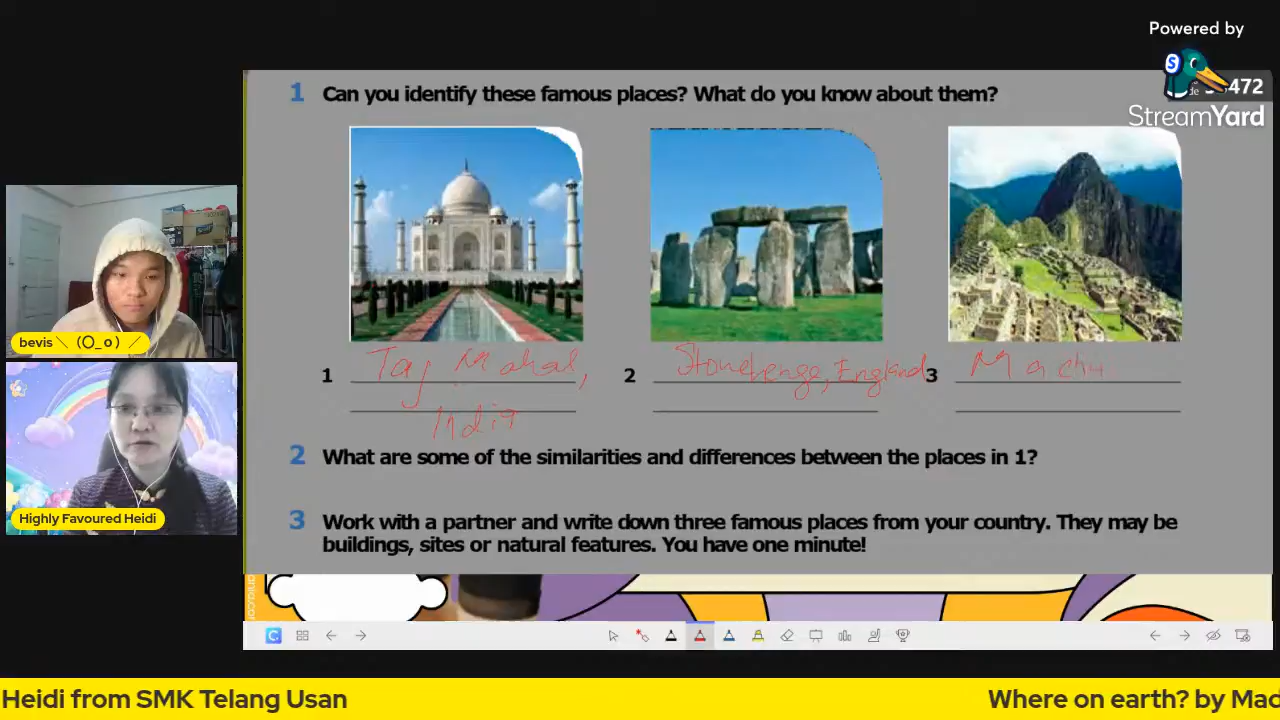 Powered by
472
StreamYard
1 Can you identify these famous places? What do you know about them?
1 Taj Mahal,
India
2 Stonehenge, England
3 Machu
2 What are some of the similarities and differences between the places in 1?
3 Work with a partner and write down three famous places from your country. They may be
buildings, sites or natural features. You have one minute!
bevis＼（〇_ｏ）／
Highly Favoured Heidi
Heidi from SMK Telang Usan
Where on earth? by Mad